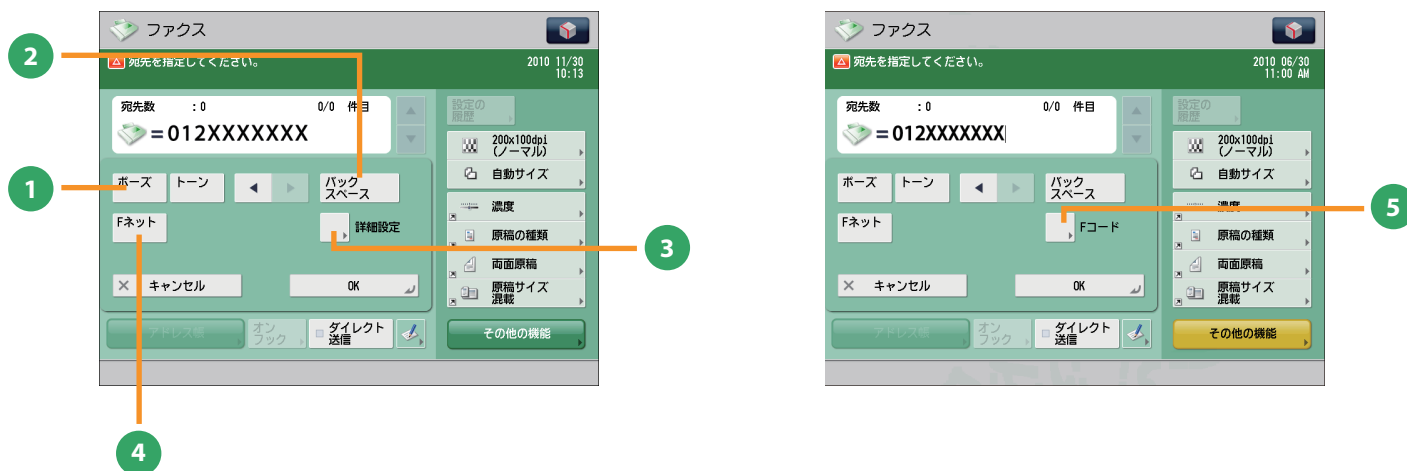 ファクス
宛先を指定してください。
2010 11/30
10:13
宛先数 :0 0/0 件目
=012XXXXXXX
設定の
履歴
200x100dpi
(ノーマル)
自動サイズ
ポーズ
トーン
バック
スペース
Fネット
詳細設定
濃度
原稿の種類
両面原稿
原稿サイズ
混載
キャンセル
OK
アドレス帳
オン
フック
ダイレクト
送信
その他の機能
1
2
3
4
ファクス
宛先を指定してください。
2010 06/30
11:00 AM
宛先数 :0 0/0 件目
=012XXXXXXX
設定の
履歴
200x100dpi
(ノーマル)
自動サイズ
ポーズ
トーン
バック
スペース
Fネット
Fコード
濃度
原稿の種類
両面原稿
原稿サイズ
混載
キャンセル
OK
アドレス帳
オン
フック
ダイレクト
送信
その他の機能
5